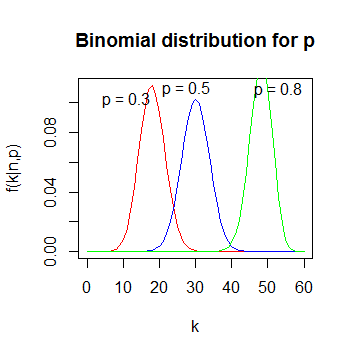 Binomial distribution for p
p = 0.3
p = 0.5
p = 0.8
f(k|n,p)
0.08
0.04
0.00
0 10 20 30 40 50 60
k